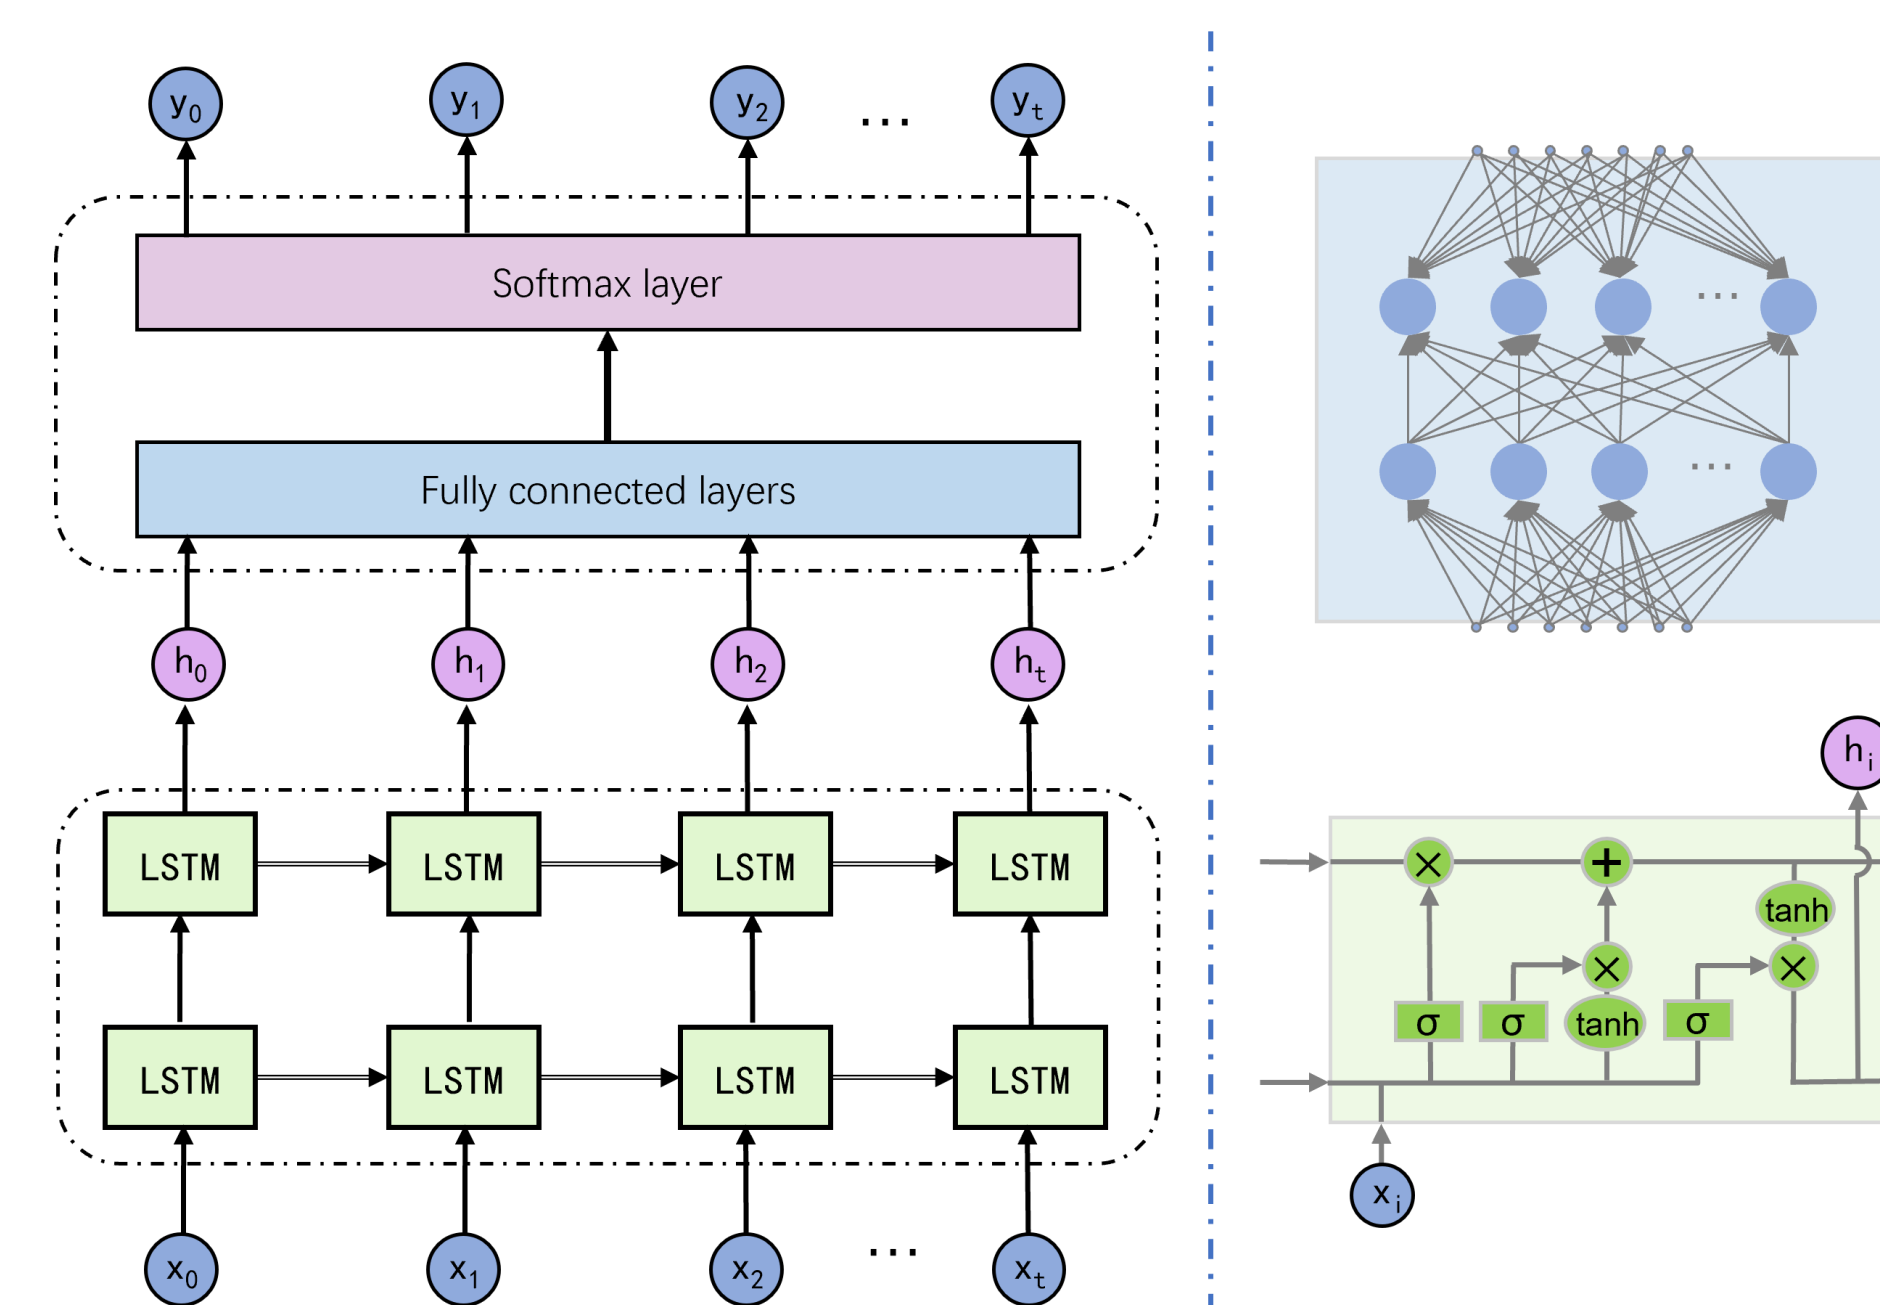 y0 y1 y2 ... yt
Softmax layer
Fully connected layers
h0 h1 h2 ht
LSTM LSTM LSTM LSTM
LSTM LSTM LSTM LSTM
x0 x1 x2 ... xt
...
...
hi
× +
tanh
× ×
σ σ tanh σ
xi